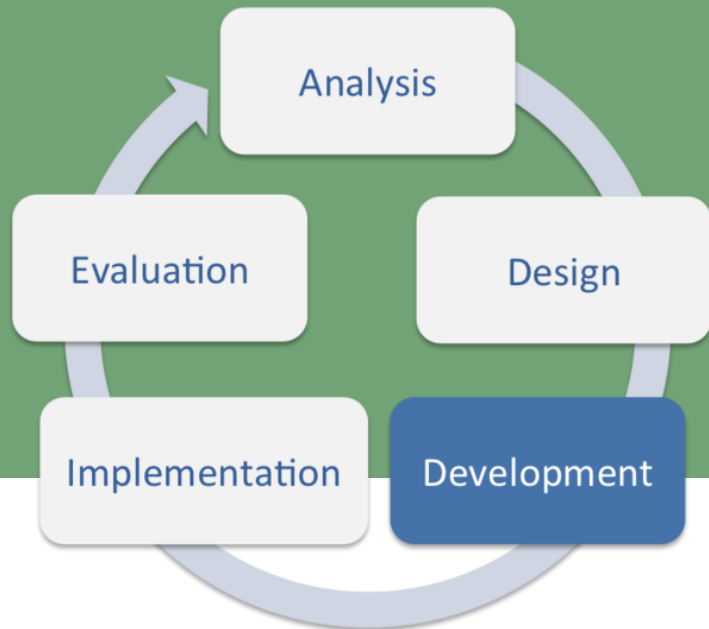 Analysis
Design
Development
Implementation
Evaluation